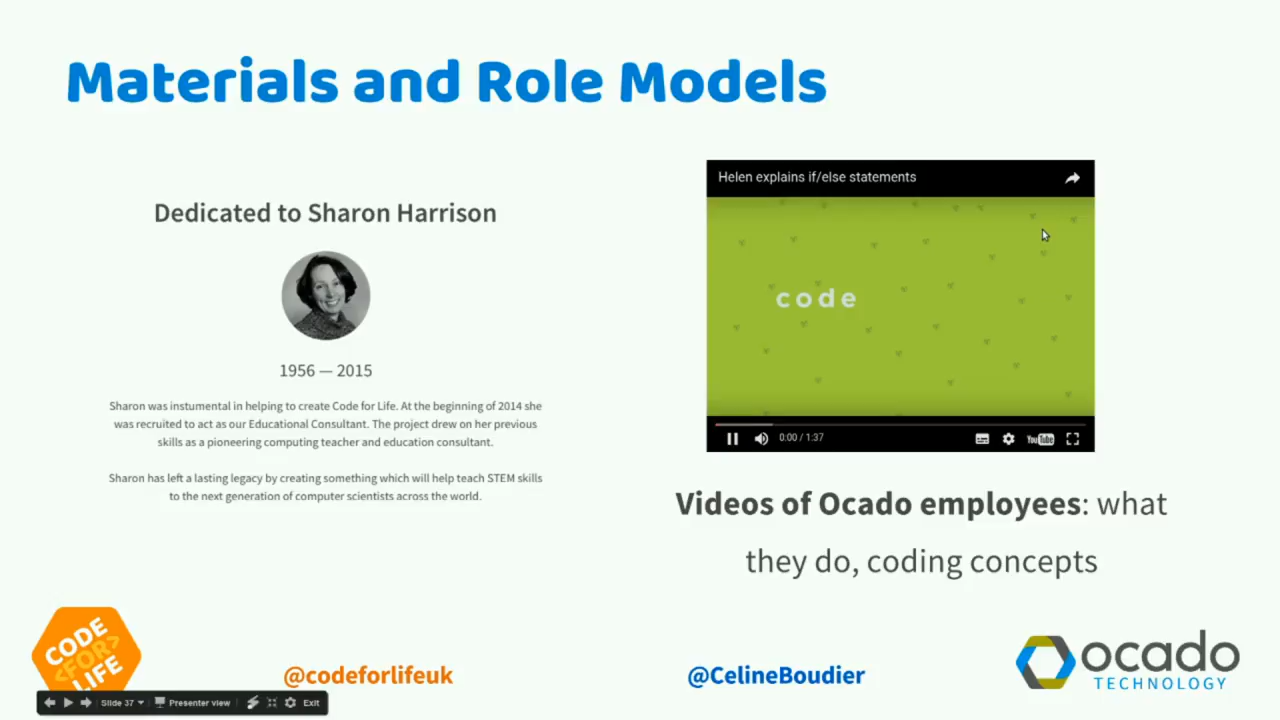 Materials and Role Models
Dedicated to Sharon Harrison
1956 — 2015
Sharon was instumental in helping to create Code for Life. At the beginning of 2014 she
was recruited to act as our Educational Consultant. The project drew on her previous
skills as a pioneering computing teacher and education consultant.
Sharon has left a lasting legacy by creating something which will help teach STEM skills
to the next generation of computer scientists across the world.
Helen explains if/else statements
code
0:00 / 1:37
YouTube
Videos of Ocado employees: what
they do, coding concepts
CODE
<FOR>
LIFE
@codeforlifeuk
@CelineBoudier
ocado
TECHNOLOGY
Slide 37
Presenter view
Exit